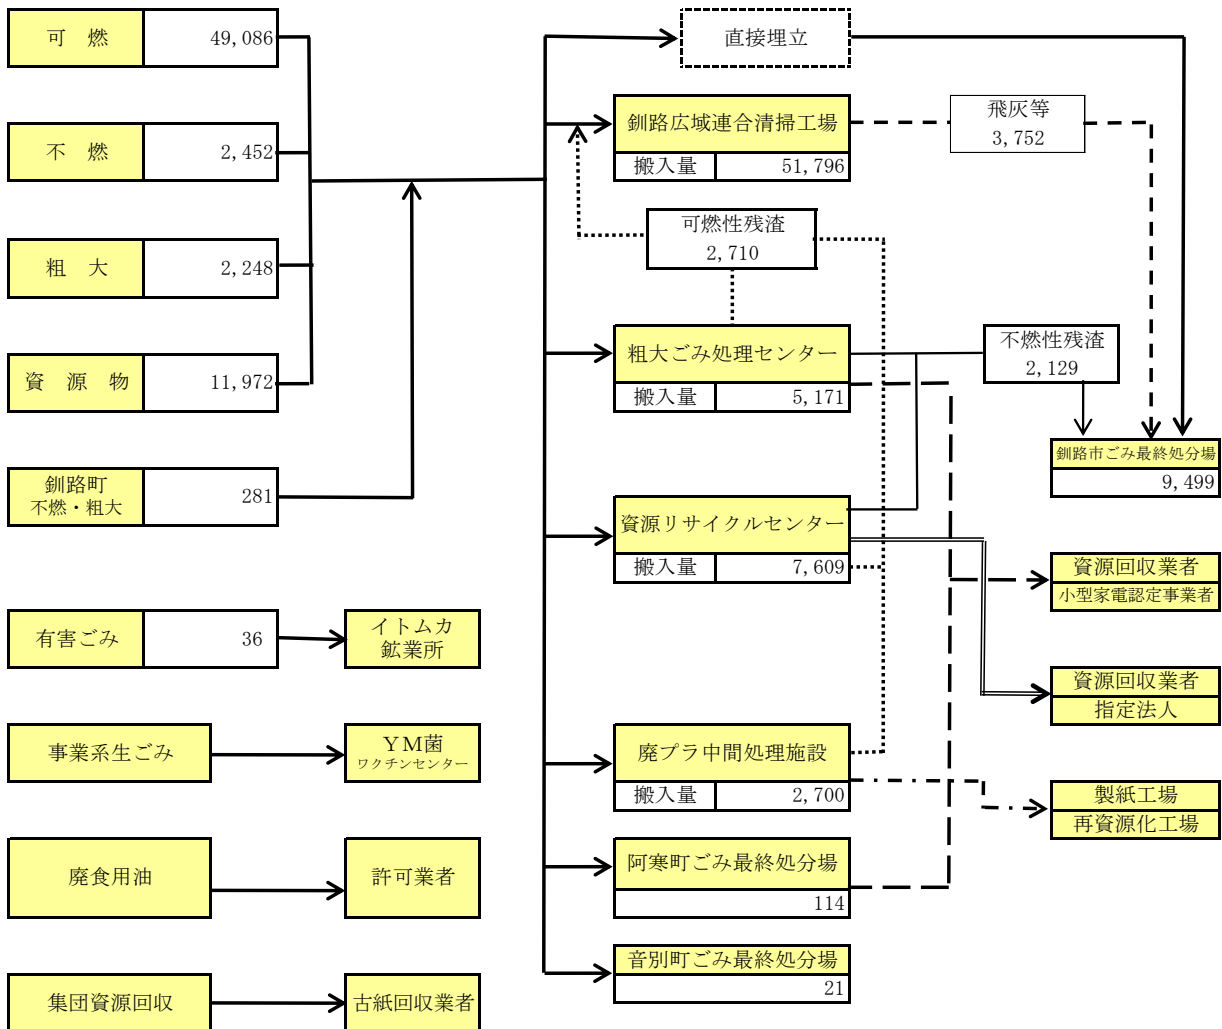 可　燃
49,086
不　燃
2,452
粗　大
2,248
資　源　物
11,972
釧路町
不燃・粗大
281
有害ごみ
36
イトムカ
鉱業所
事業系生ごみ
ＹＭ菌
ワクチンセンター
廃食用油
許可業者
集団資源回収
古紙回収業者
直接埋立
釧路広域連合清掃工場
搬入量
51,796
飛灰等
3,752
可燃性残渣
2,710
粗大ごみ処理センター
搬入量
5,171
不燃性残渣
2,129
釧路市ごみ最終処分場
9,499
資源リサイクルセンター
搬入量
7,609
資源回収業者
小型家電認定事業者
資源回収業者
指定法人
廃プラ中間処理施設
搬入量
2,700
製紙工場
再資源化工場
阿寒町ごみ最終処分場
114
音別町ごみ最終処分場
21